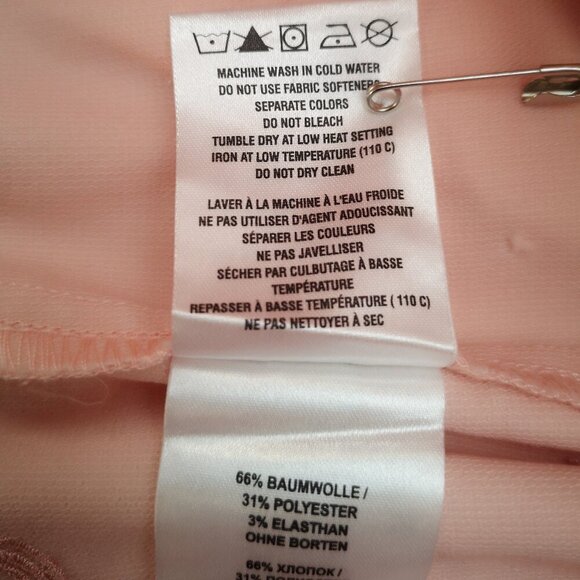 MACHINE WASH IN COLD WATER
DO NOT USE FABRIC SOFTENERS
SEPARATE COLORS
DO NOT BLEACH
TUMBLE DRY AT LOW HEAT SETTING
IRON AT LOW TEMPERATURE (110 C)
DO NOT DRY CLEAN
LAVER À LA MACHINE À L'EAU FROIDE
NE PAS UTILISER D'AGENT ADOUCISSANT
SÉPARER LES COULEURS
NE PAS JAVELLISER
SÉCHER PAR CULBUTAGE À BASSE
TEMPÉRATURE
REPASSER À BASSE TEMPÉRATURE ( 110 C)
NE PAS NETTOYER À SEC
66% BAUMWOLLE /
31% POLYESTER
3% ELASTHAN
OHNE BORTEN
66% ХЛОПОК /
31%